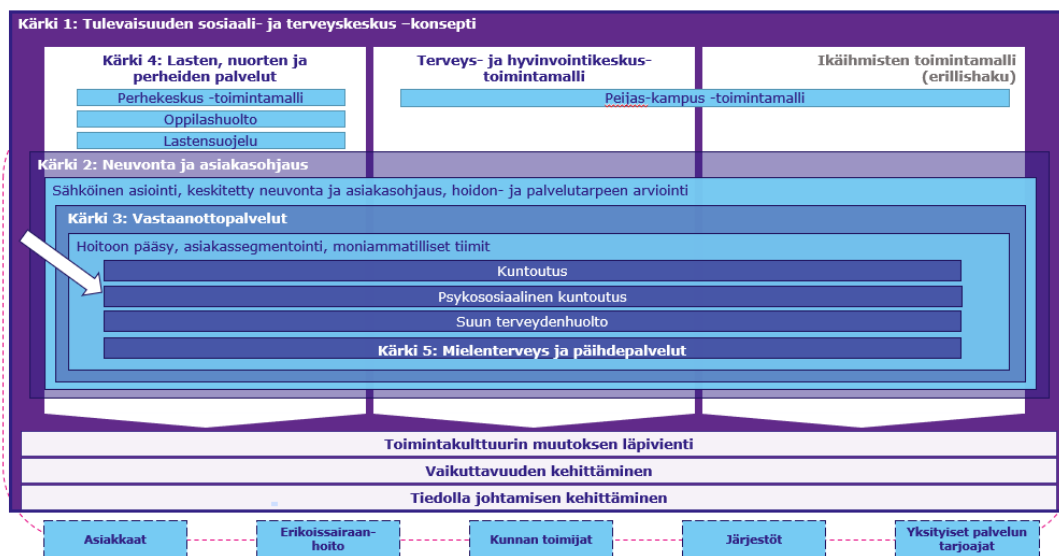 Kärki 1: Tulevaisuuden sosiaali- ja terveyskeskus –konsepti
Kärki 4: Lasten, nuorten ja
perheiden palvelut
Perhekeskus -toimintamalli
Oppilashuolto
Lastensuojelu
Terveys- ja hyvinvointikeskus-
toimintamalli
Ikäihmisten toimintamalli
(erillishaku)
Peijas-kampus -toimintamalli
Kärki 2: Neuvonta ja asiakasohjaus
Sähköinen asiointi, keskitetty neuvonta ja asiakasohjaus, hoidon- ja palvelutarpeen arviointi
Kärki 3: Vastaanottopalvelut
Hoitoon pääsy, asiakassegmentointi, moniammatilliset tiimit
Kuntoutus
Psykososiaalinen kuntoutus
Suun terveydenhuolto
Kärki 5: Mielenterveys ja päihdepalvelut
Toimintakulttuurin muutoksen läpivienti
Vaikuttavuuden kehittäminen
Tiedolla johtamisen kehittäminen
Asiakkaat
Erikoissairaan-
hoito
Kunnan toimijat
Järjestöt
Yksityiset palvelun
tarjoajat